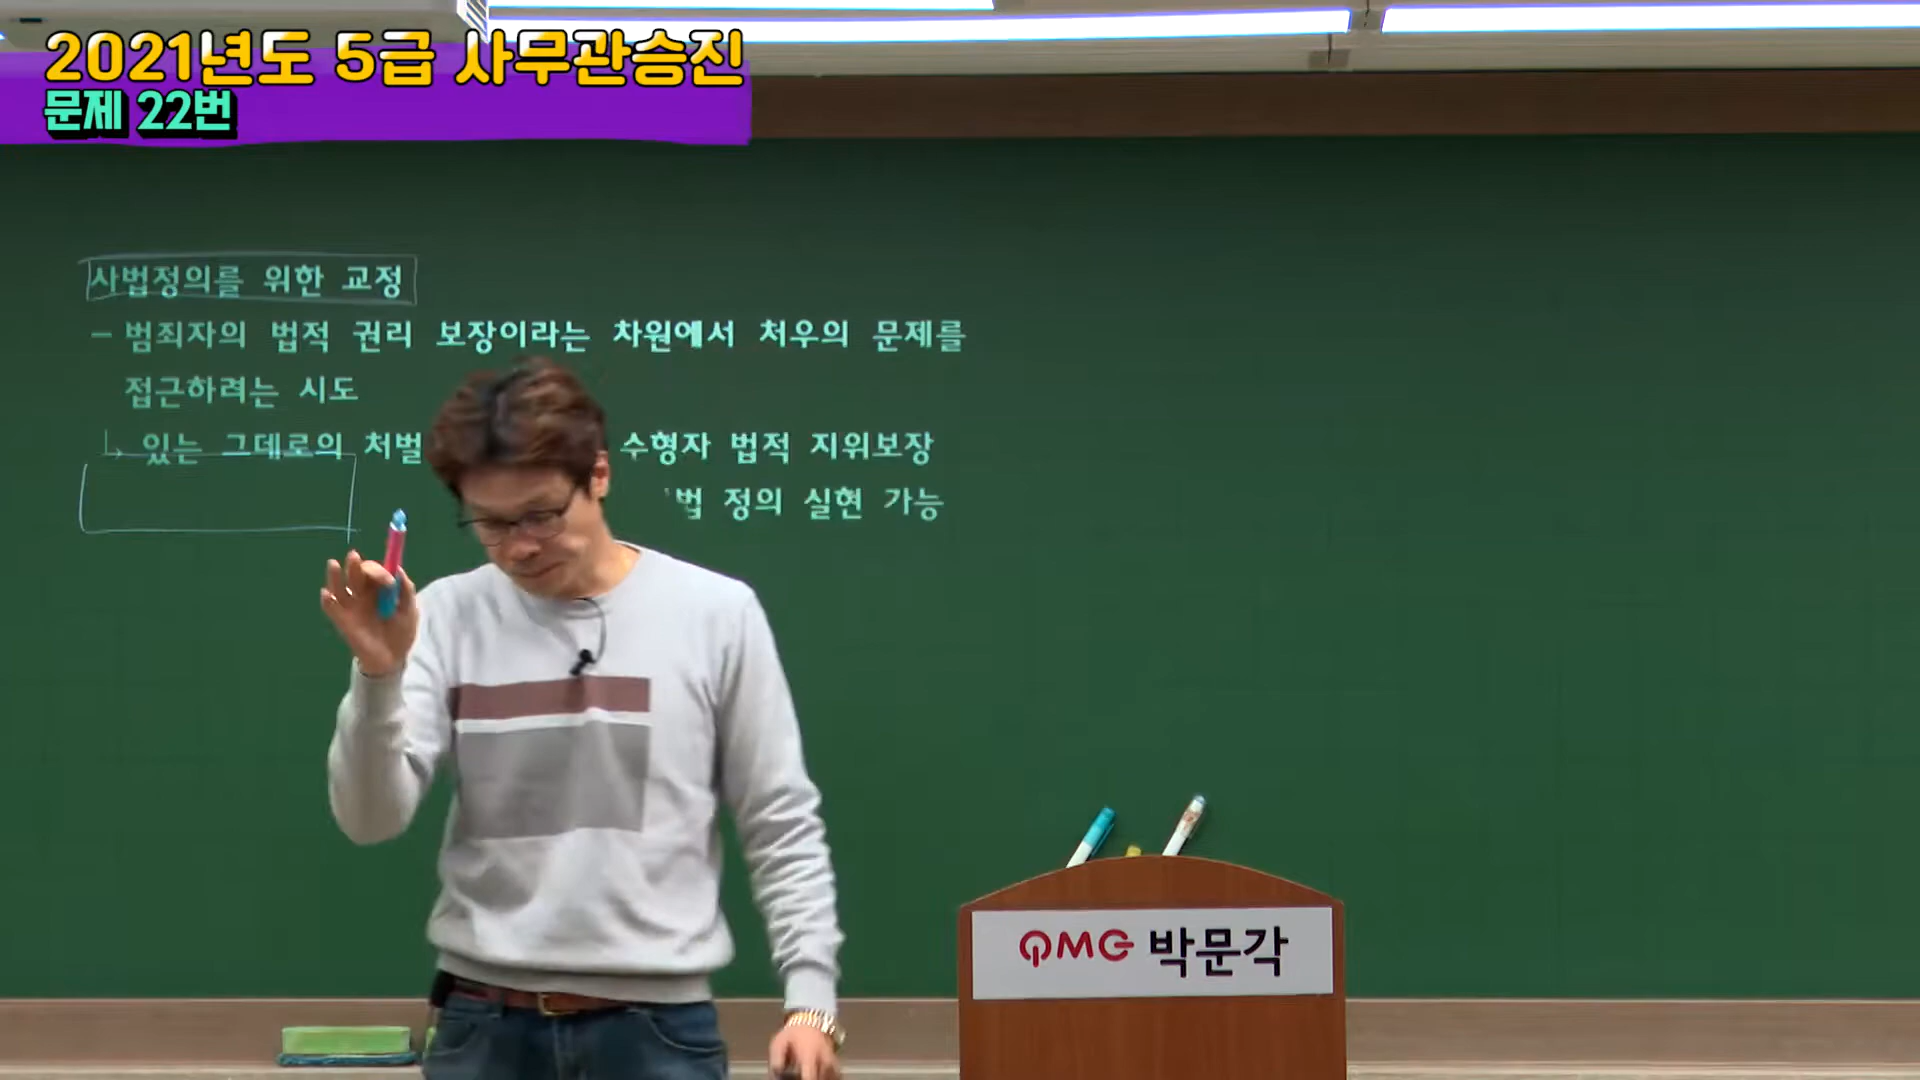 2021년도 5급 사무관승진
문제 22번
사법정의를 위한 교정
- 범죄자의 법적 권리 보장이라는 차원에서 처우의 문제를
접근하려는 시도
↳ 있는 그데로의 처벌 수형자 법적 지위보장
법 정의 실현 가능
PMG 박문각